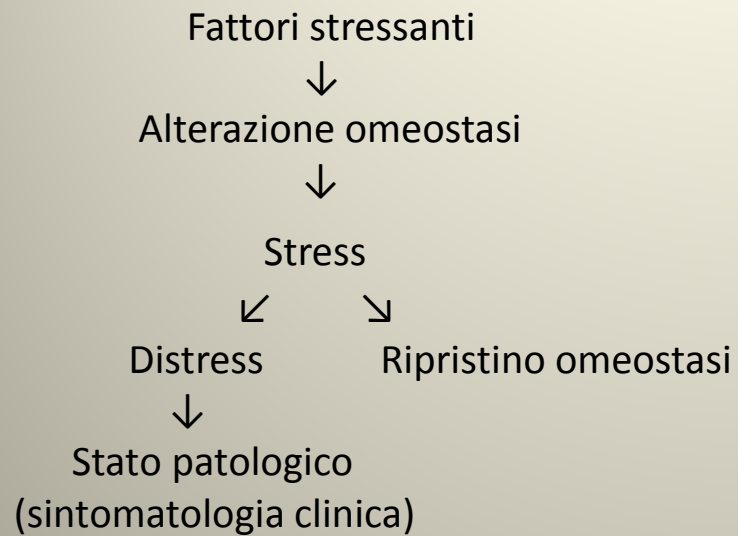 Fattori stressanti
↓
Alterazione omeostasi
↓
Stress
↙ ↘
Distress Ripristino omeostasi
↓
Stato patologico
(sintomatologia clinica)